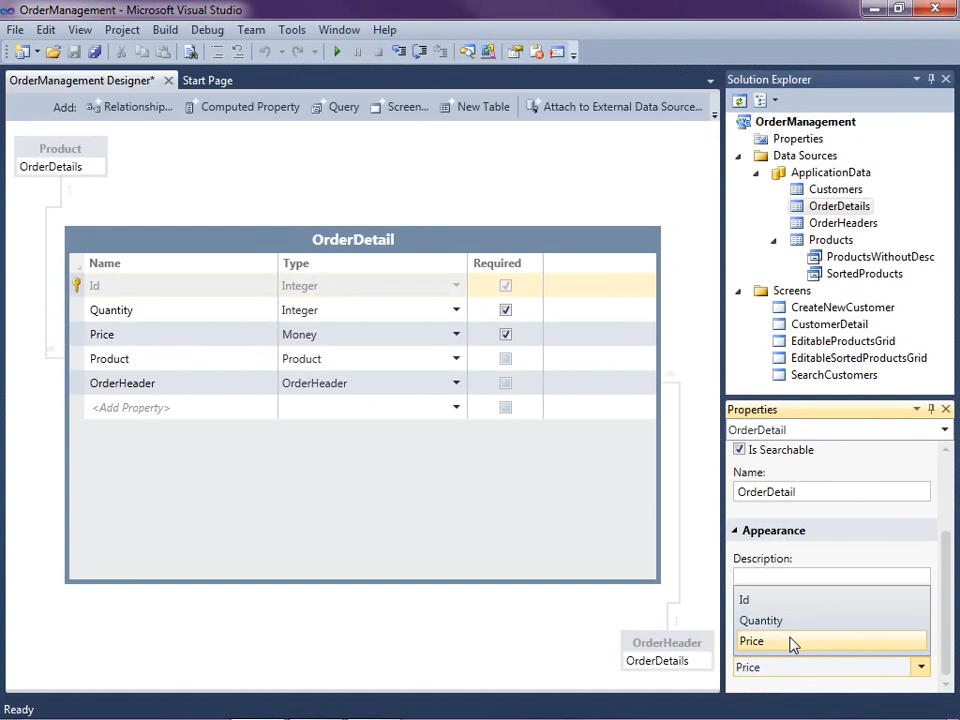 OrderManagement - Microsoft Visual Studio
File Edit View Project Build Debug Team Tools Window Help
OrderManagement Designer* Start Page
Add: Relationship... Computed Property Query Screen... New Table Attach to External Data Source...
Product
OrderDetails
1
OrderDetail
Name Type Required
Id Integer
Quantity Integer
Price Money
Product Product
OrderHeader OrderHeader
<Add Property>
∞
∞
1
OrderHeader
OrderDetails
Solution Explorer
OrderManagement
Properties
Data Sources
ApplicationData
Customers
OrderDetails
OrderHeaders
Products
ProductsWithoutDesc
SortedProducts
Screens
CreateNewCustomer
CustomerDetail
EditableProductsGrid
EditableSortedProductsGrid
SearchCustomers
Properties
OrderDetail
Is Searchable
Name:
OrderDetail
Appearance
Description:
Id
Quantity
Price
Price
Ready